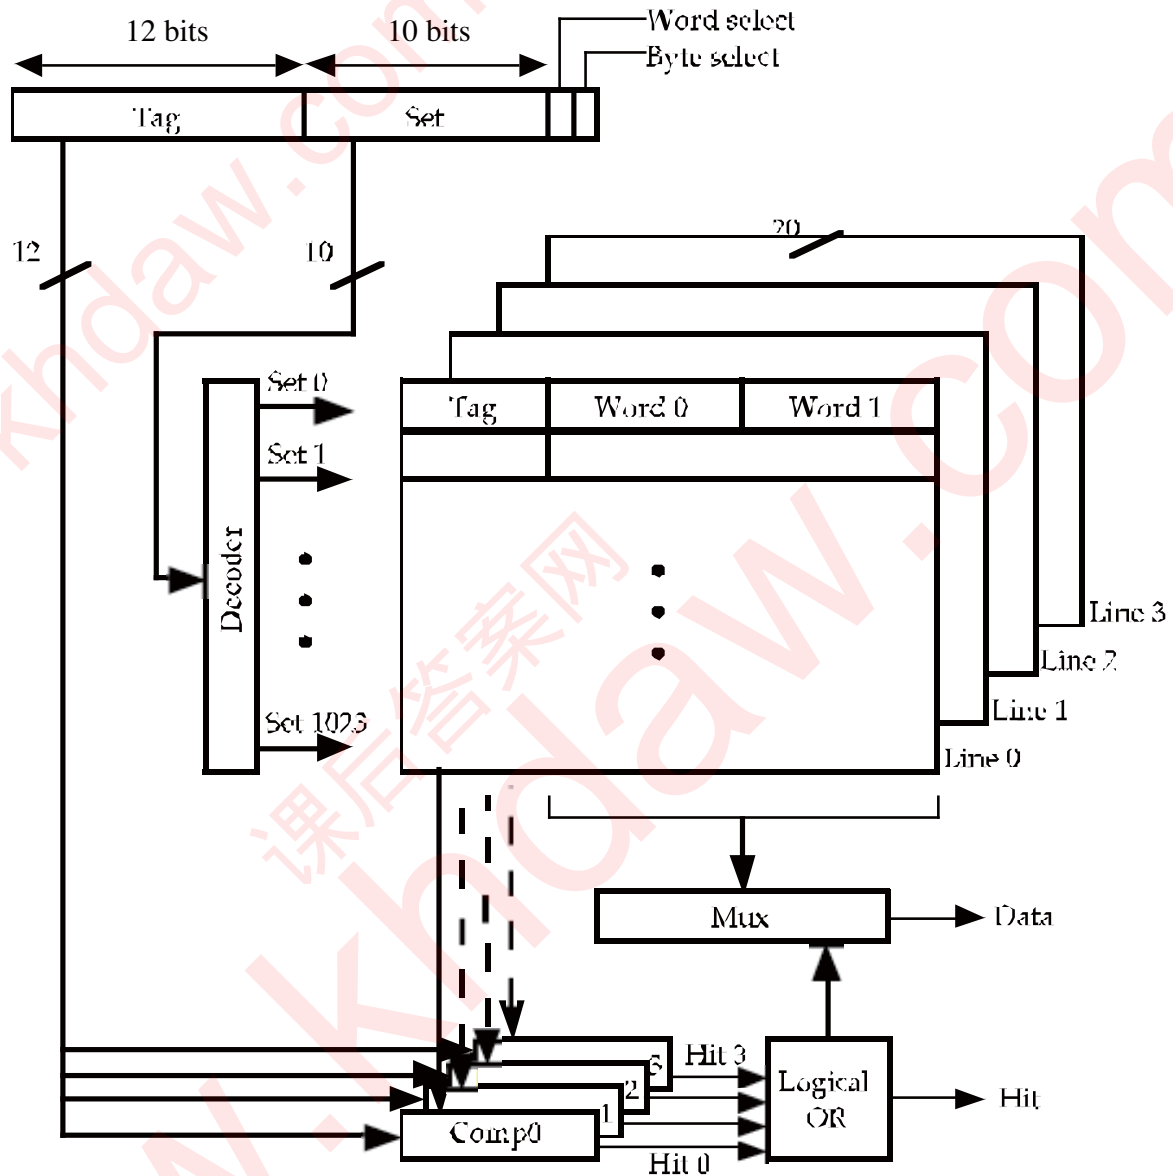 12 bits
10 bits
Word select
Byte select
Tag
Set
12
10
20
Set 0
Set 1
Decoder
Set 1023
Tag
Word 0
Word 1
Line 3
Line 2
Line 1
Line 0
Mux
Data
Hit 3
2
1
Comp0
Hit 0
Logical
OR
Hit
khdaw.com
课后答案网
w.khdaw.com